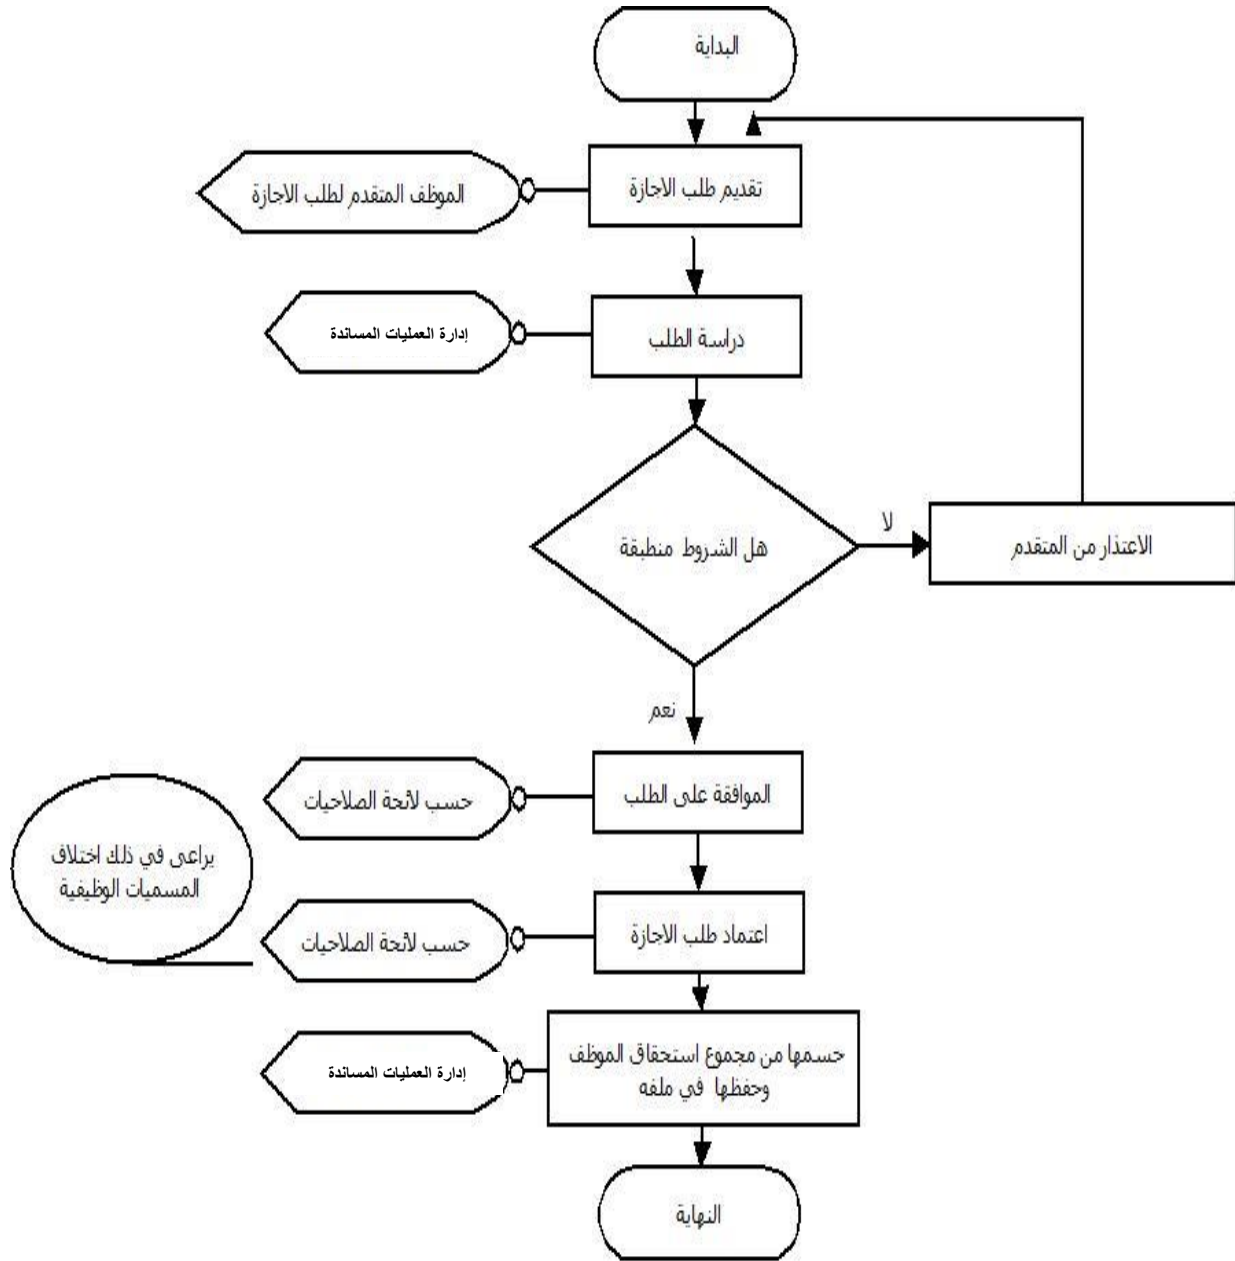 البداية
تقديم طلب الاجازة
الموظف المتقدم لطلب الاجازة
دراسة الطلب
إدارة العمليات المساندة
هل الشروط منطبقة
لا
الاعتذار من المتقدم
نعم
الموافقة على الطلب
حسب لائحة الصلاحيات
يراعى في ذلك اختلاف
المسميات الوظيفية
اعتماد طلب الاجازة
حسب لائحة الصلاحيات
حسمها من مجموع استحقاق الموظف
وحفظها في ملفه
إدارة العمليات المساندة
النهاية